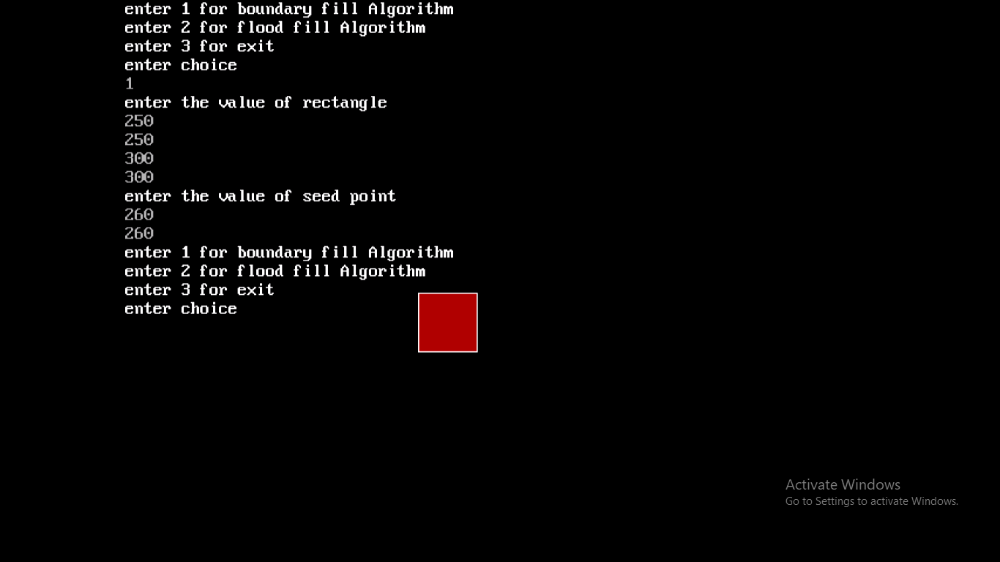 enter 1 for boundary fill Algorithm
enter 2 for flood fill Algorithm
enter 3 for exit
enter choice
1
enter the value of rectangle
250
250
300
300
enter the value of seed point
260
260
enter 1 for boundary fill Algorithm
enter 2 for flood fill Algorithm
enter 3 for exit
enter choice
Activate Windows
Go to Settings to activate Windows.